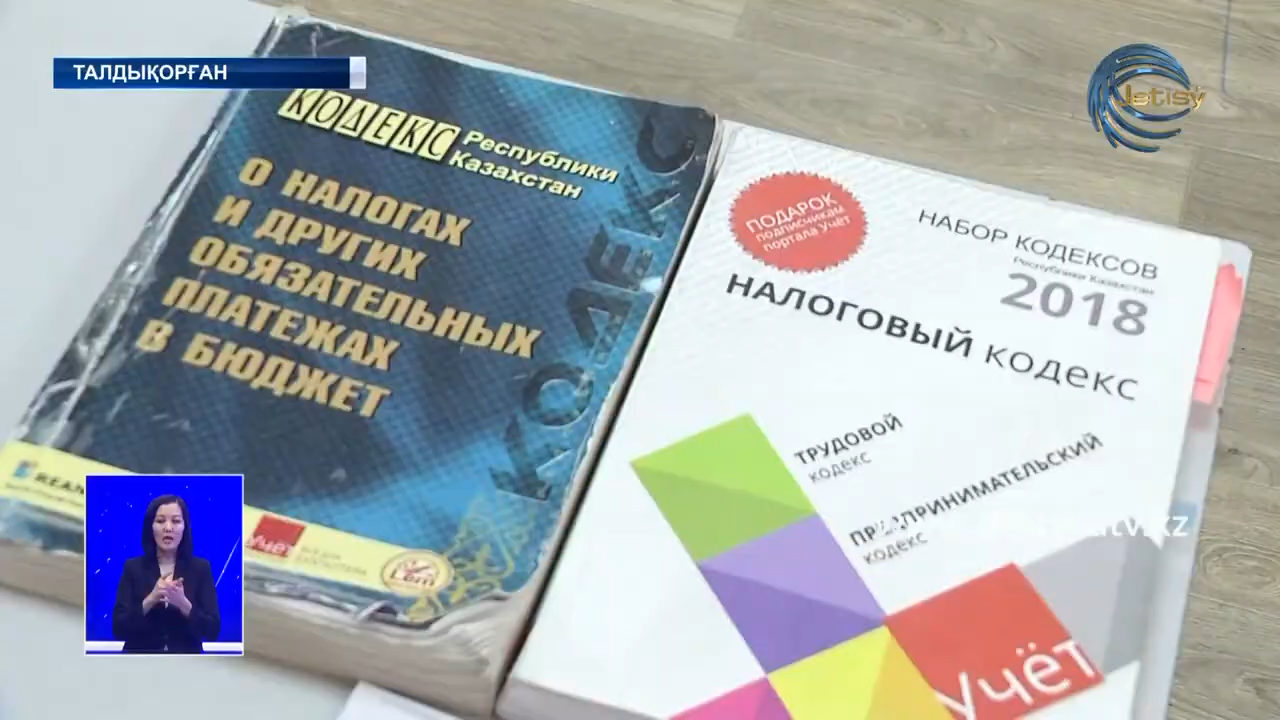 ТАЛДЫҚОРҒАН
Jetisý
КОДЕКС
Республики
Казахстан
О НАЛОГАХ
И ДРУГИХ
ОБЯЗАТЕЛЬНЫХ
ПЛАТЕЖАХ
В БЮДЖЕТ
КОДЕКС
Учёт
ПОДАРОК
подписчикам
портала Учёт
НАБОР КОДЕКСОВ
Республики Казахстан
2018
НАЛОГОВЫЙ кодекс
ТРУДОВОЙ
кодекс
ПРЕДПРИНИМАТЕЛЬСКИЙ
кодекс
Учёт